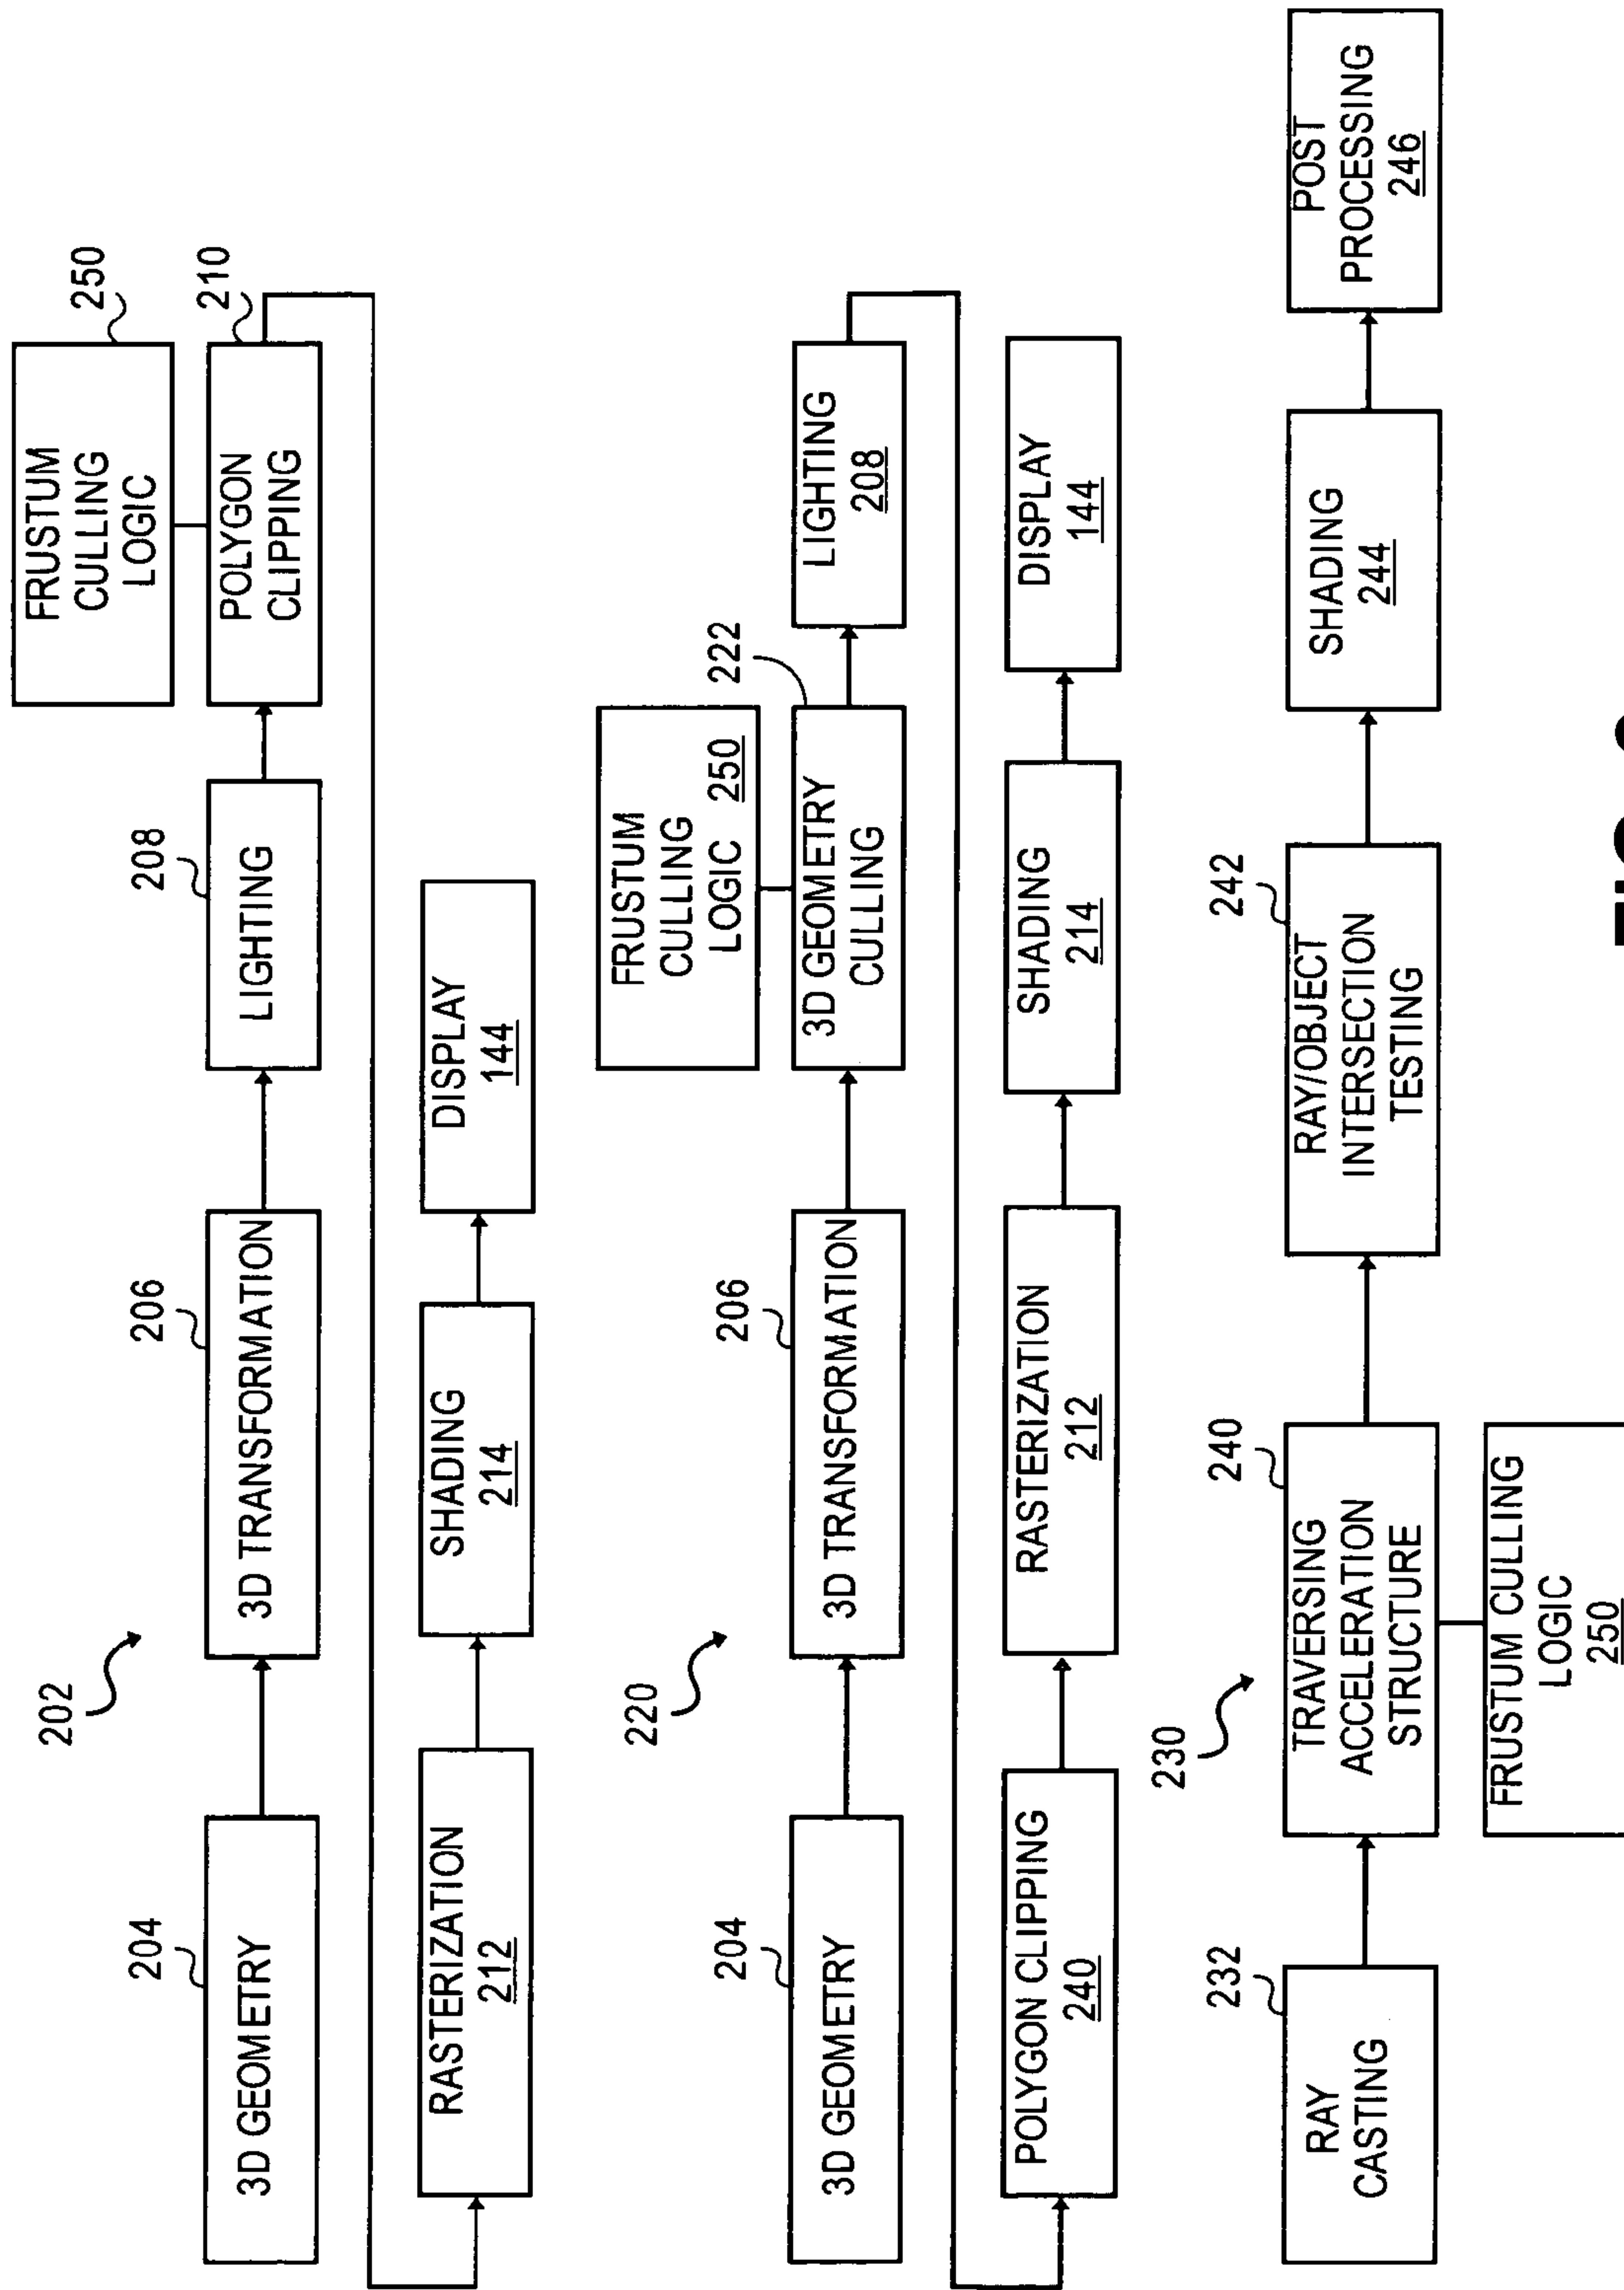 202
204
3D GEOMETRY
206
3D TRANSFORMATION
208
LIGHTING
250
FRUSTUM
CULLING
LOGIC
210
POLYGON
CLIPPING
RASTERIZATION
212
SHADING
214
DISPLAY
144
220
204
3D GEOMETRY
206
3D TRANSFORMATION
FRUSTUM
CULLING
LOGIC 250
222
3D GEOMETRY
CULLING
LIGHTING
208
POLYGON CLIPPING
240
RASTERIZATION
212
SHADING
214
DISPLAY
144
230
232
RAY
CASTING
240
TRAVERSING
ACCELERATION
STRUCTURE
FRUSTUM CULLING
LOGIC
250
242
RAY/OBJECT
INTERSECTION
TESTING
SHADING
244
POST
PROCESSING
246